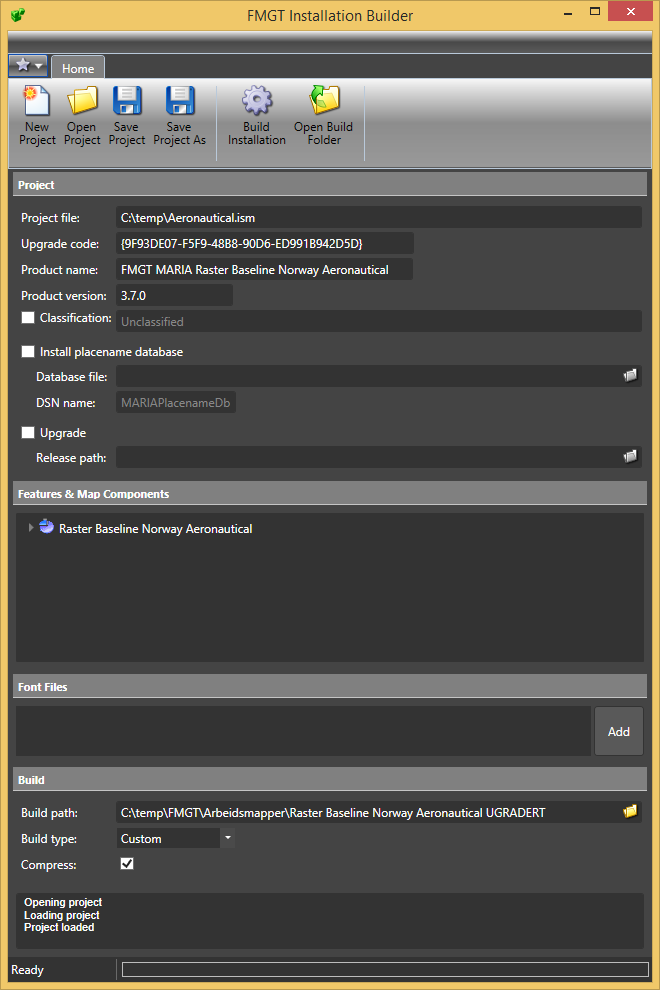 FMGT Installation Builder
Home
New Project
Open Project
Save Project
Save Project As
Build Installation
Open Build Folder
Project
Project file: C:\temp\Aeronautical.ism
Upgrade code: {9F93DE07-F5F9-48B8-90D6-ED991B942D5D}
Product name: FMGT MARIA Raster Baseline Norway Aeronautical
Product version: 3.7.0
Classification: Unclassified
Install placename database
Database file:
DSN name: MARIAPlacenameDb
Upgrade
Release path:
Features & Map Components
Raster Baseline Norway Aeronautical
Font Files
Add
Build
Build path: C:\temp\FMGT\Arbeidsmapper\Raster Baseline Norway Aeronautical UGRADERT
Build type: Custom
Compress:
Opening project
Loading project
Project loaded
Ready